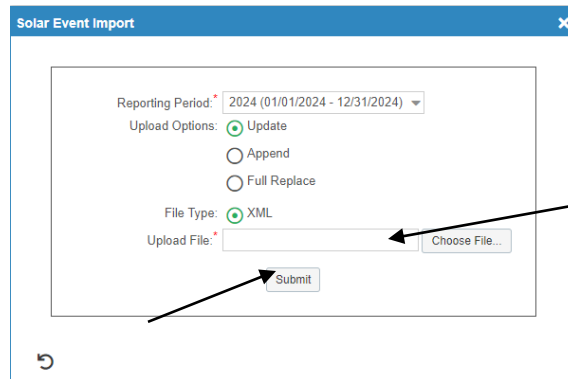 Solar Event Import
Reporting Period:* 2024 (01/01/2024 - 12/31/2024)
Upload Options: Update
Append
Full Replace
File Type: XML
Upload File:* Choose File...
Submit